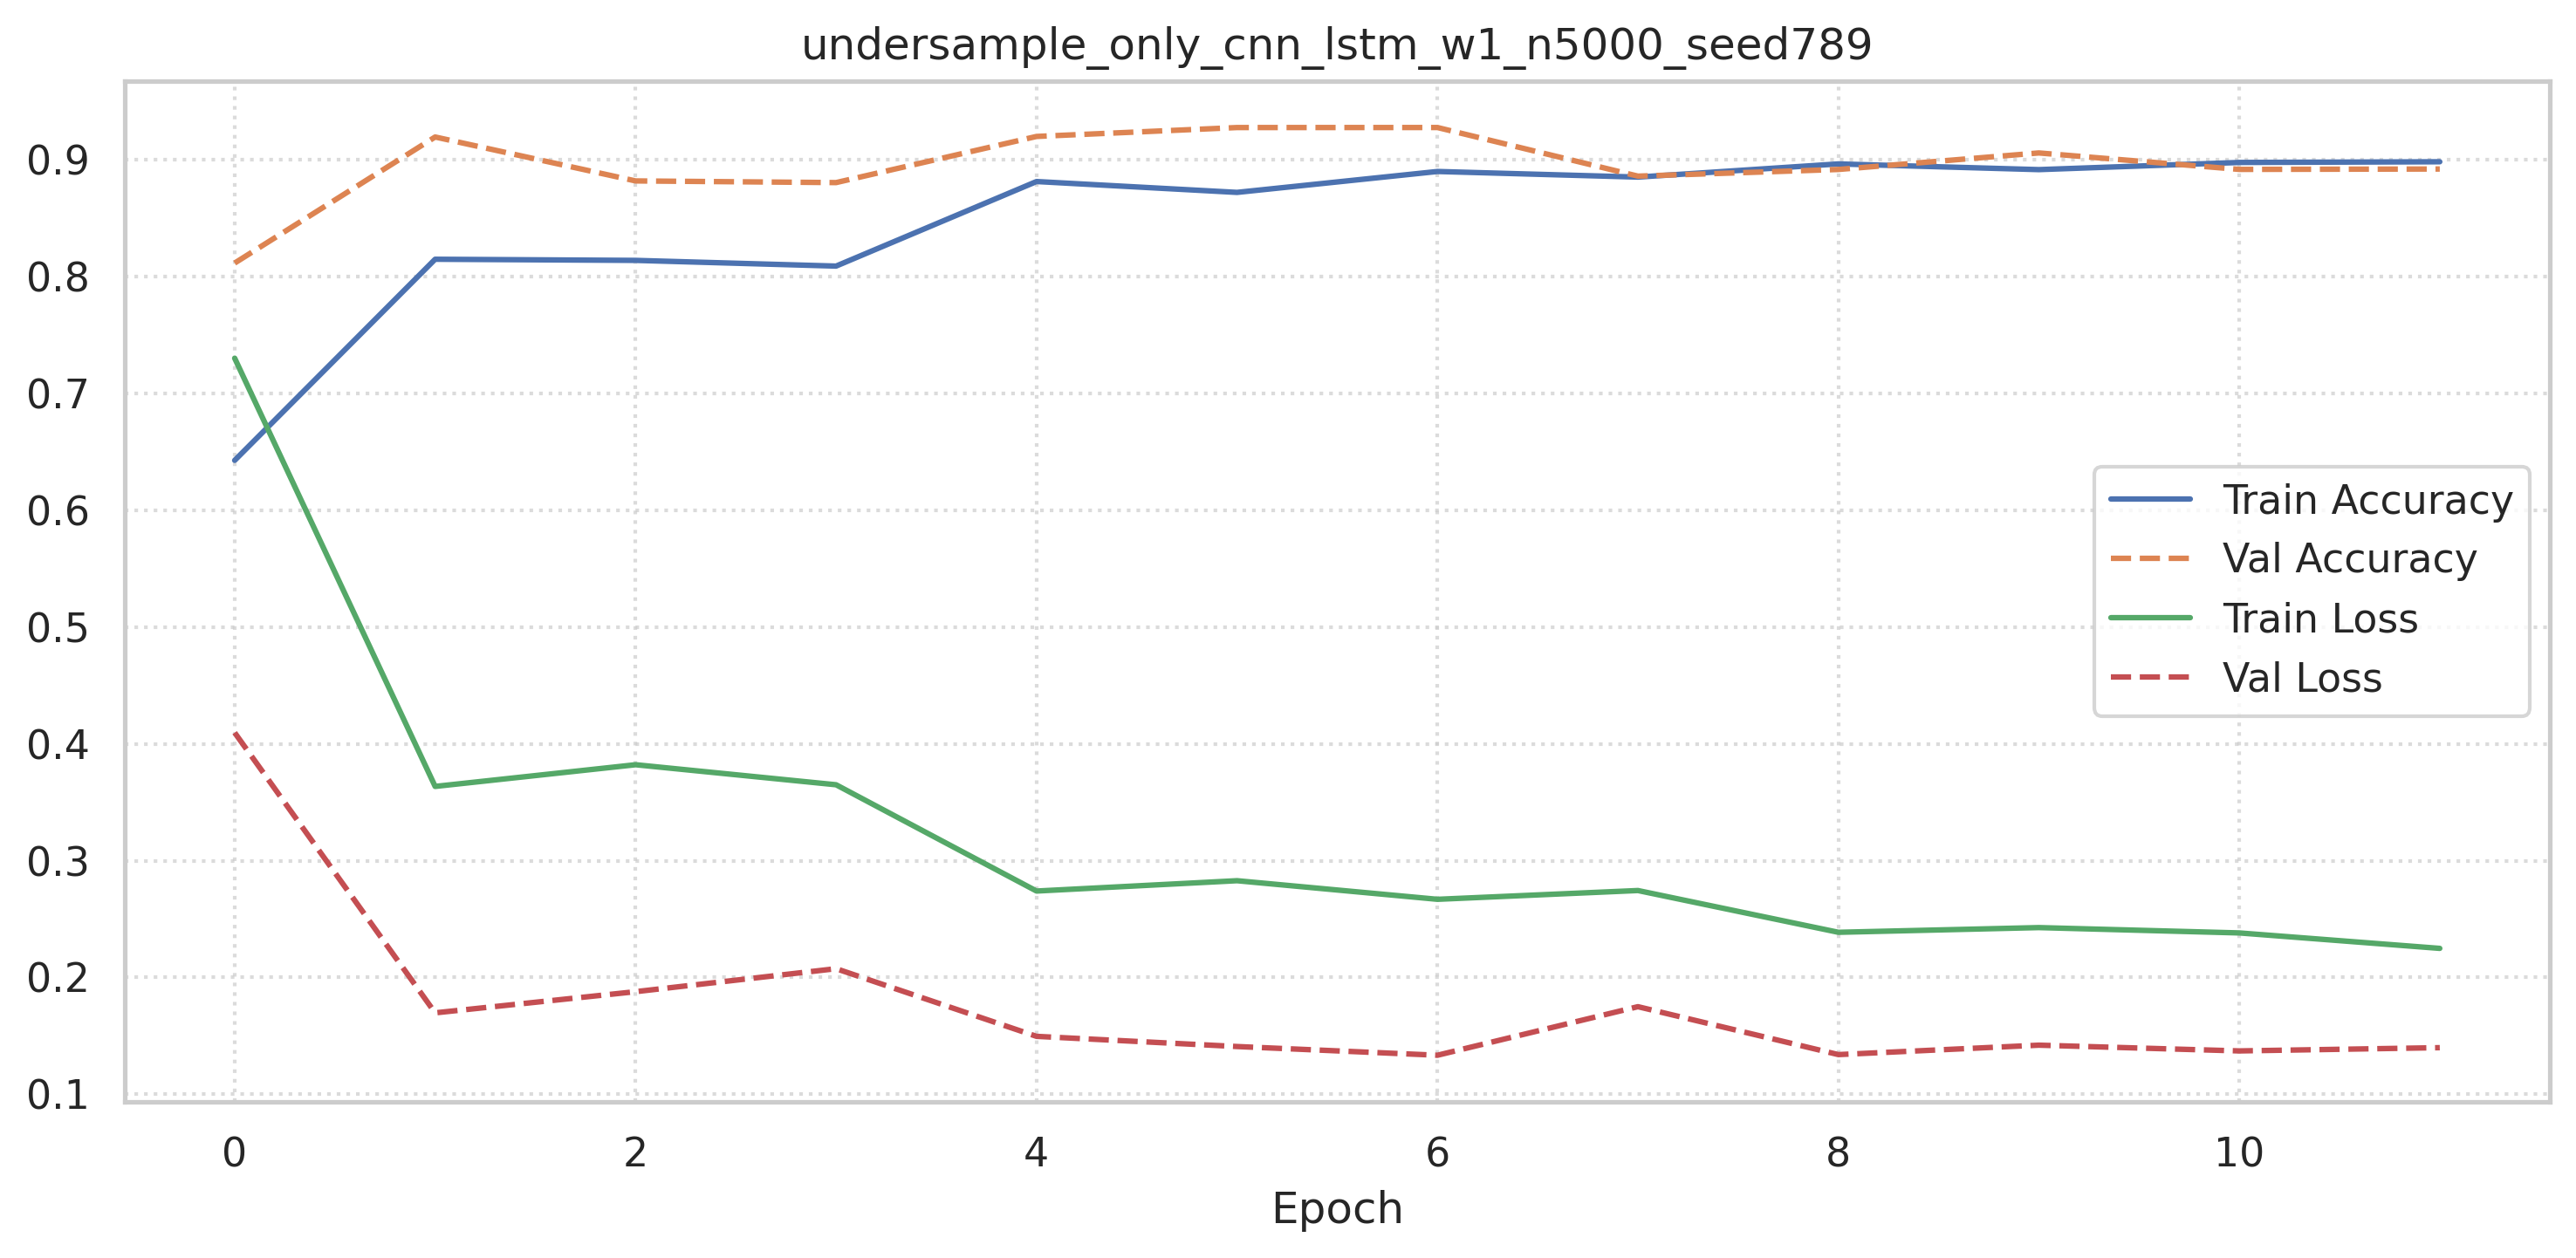 undersample_only_cnn_lstm_w1_n5000_seed789
0.9
0.8
0.7
0.6
0.5
0.4
0.3
0.2
0.1
Train Accuracy
Val Accuracy
Train Loss
Val Loss
0 2 4 6 8 10
Epoch